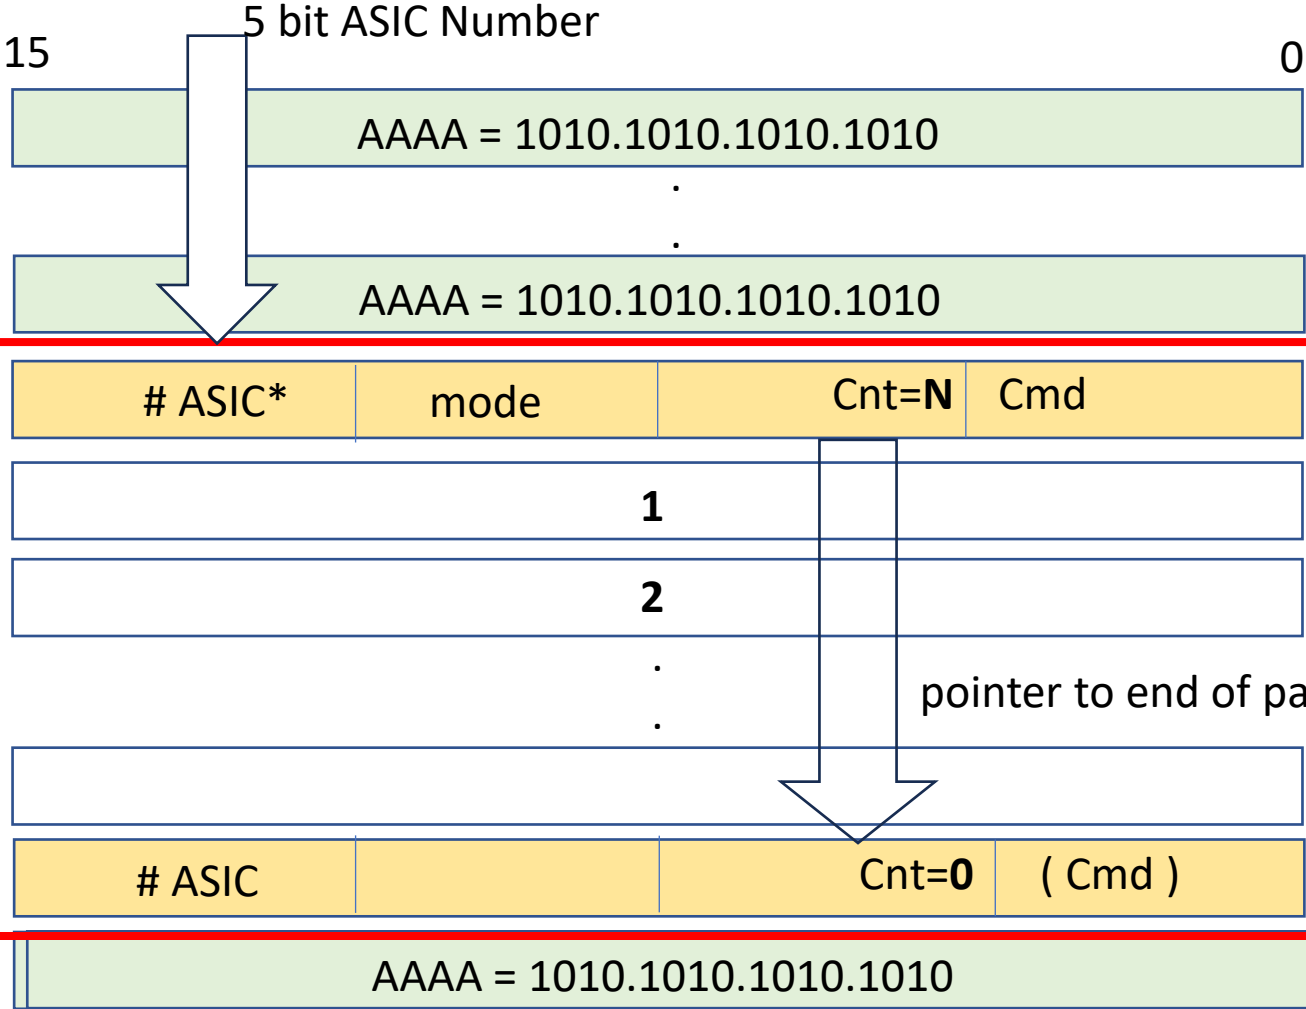 5 bit ASIC Number
15 0
AAAA = 1010.1010.1010.1010
.
.
AAAA = 1010.1010.1010.1010
# ASIC* mode Cnt=N Cmd
1
2
.
.
pointer to end of pa
# ASIC Cnt=0 ( Cmd )
AAAA = 1010.1010.1010.1010